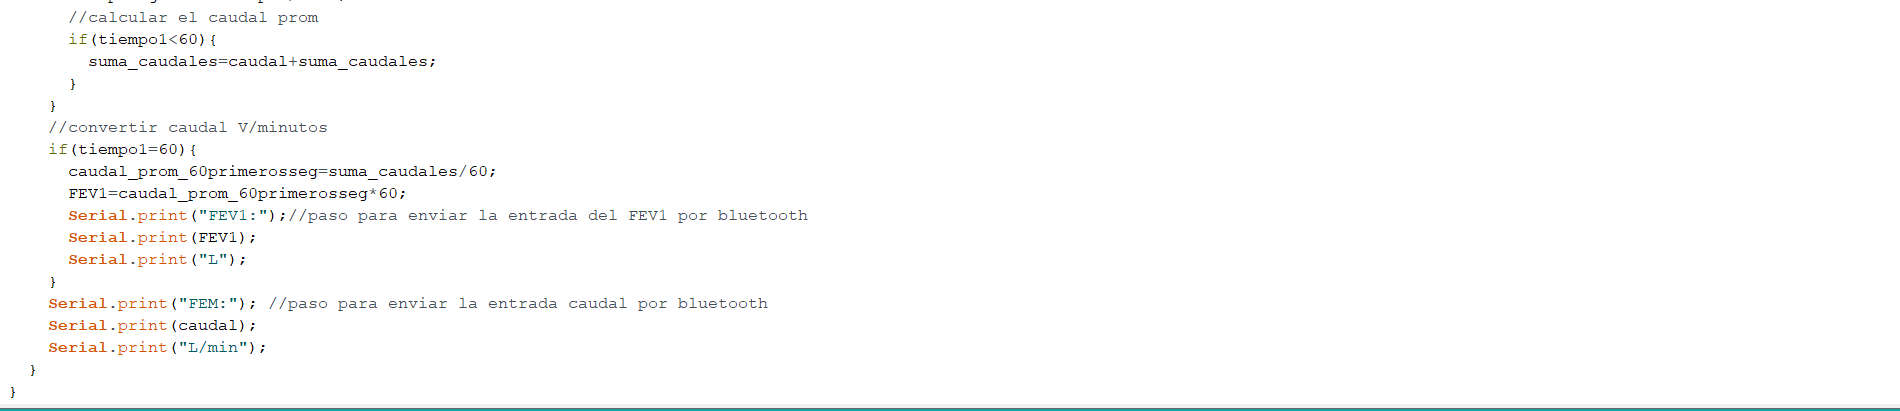 //calcular el caudal prom
if(tiempo1<60){
suma_caudales=caudal+suma_caudales;
}
}
//convertir caudal V/minutos
if(tiempo1=60){
caudal_prom_60primerosseg=suma_caudales/60;
FEV1=caudal_prom_60primerosseg*60;
Serial.print("FEV1:");//paso para enviar la entrada del FEV1 por bluetooth
Serial.print(FEV1);
Serial.print("L");
}
Serial.print("FEM:"); //paso para enviar la entrada caudal por bluetooth
Serial.print(caudal);
Serial.print("L/min");
}
}